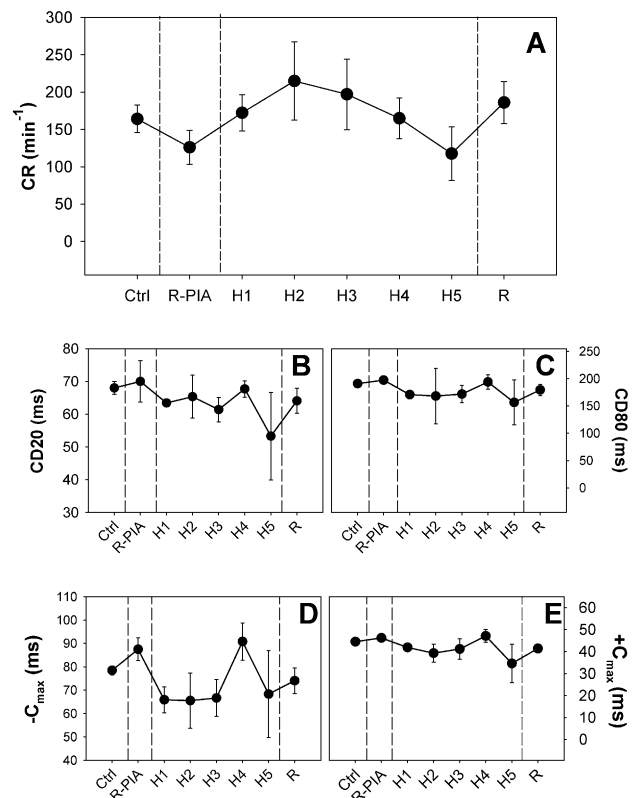 A
CR (min⁻¹)
300
250
200
150
100
50
0
Ctrl R-PIA H1 H2 H3 H4 H5 R
B
CD20 (ms)
80
70
60
50
40
30
Ctrl R-PIA H1 H2 H3 H4 H5 R
C
CD80 (ms)
250
200
150
100
50
0
Ctrl R-PIA H1 H2 H3 H4 H5 R
D
-Cmax (ms)
110
100
90
80
70
60
50
40
Ctrl R-PIA H1 H2 H3 H4 H5 R
E
+Cmax (ms)
60
50
40
30
20
10
0
Ctrl R-PIA H1 H2 H3 H4 H5 R